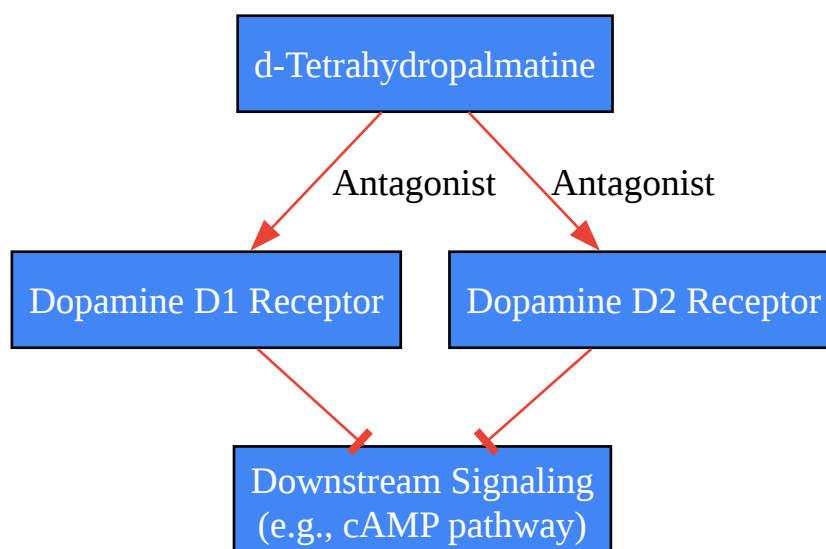 d-Tetrahydropalmatine
Antagonist Antagonist
Dopamine D1 Receptor Dopamine D2 Receptor
Downstream Signaling
(e.g., cAMP pathway)